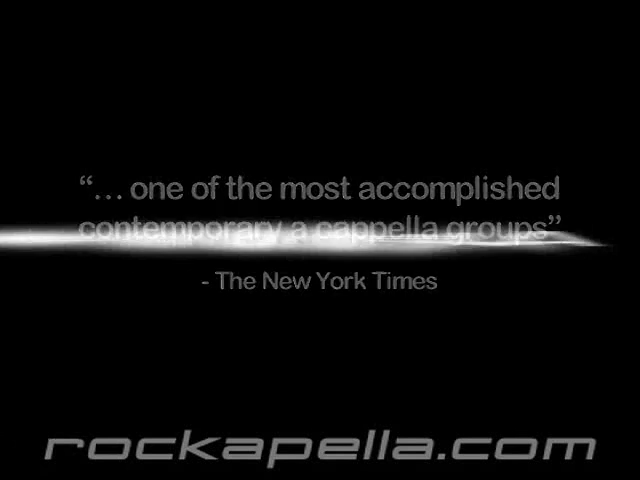 “... one of the most accomplished
contemporary a cappella groups”
- The New York Times
rockapella.com